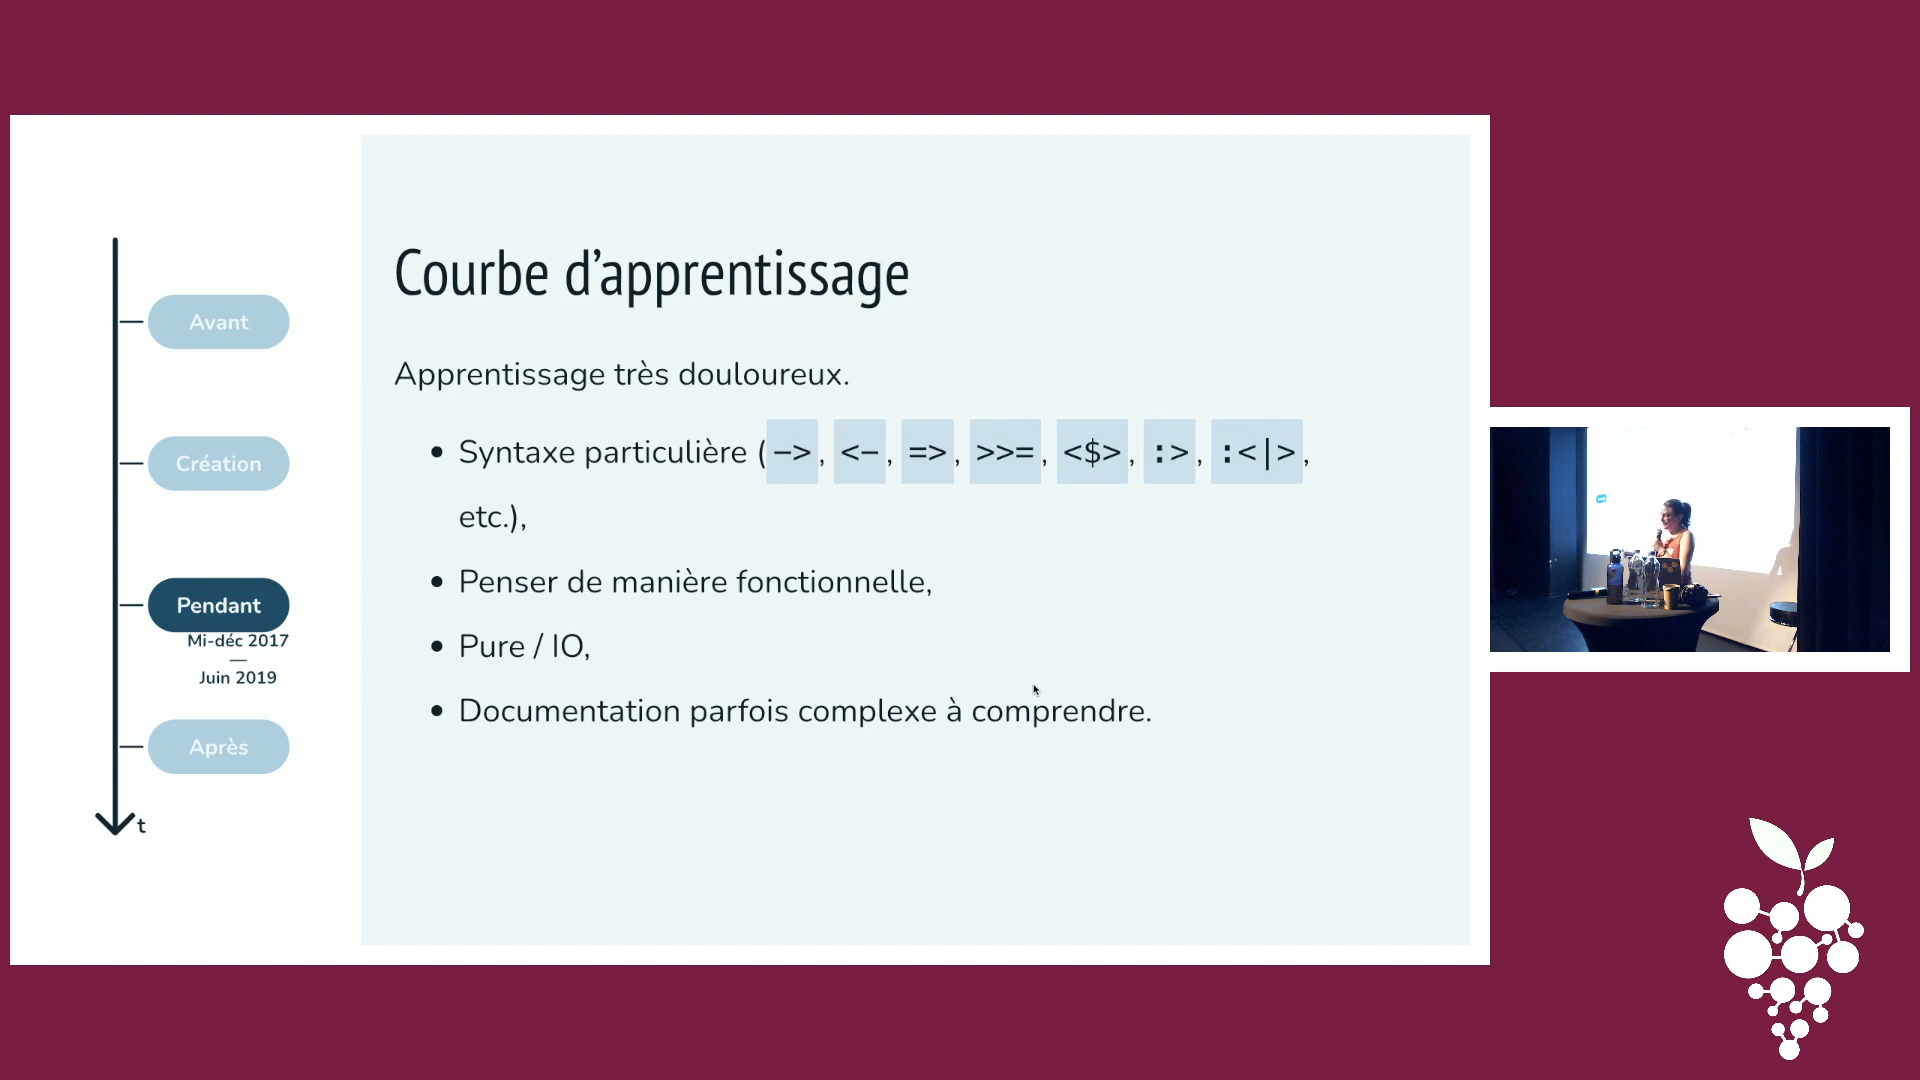 Avant
Création
Pendant
Mi-déc 2017
—
Juin 2019
Après
t
Courbe d’apprentissage
Apprentissage très douloureux.
• Syntaxe particulière (->, <-, =>, >>=, <$>, :>, :<|>,
etc.),
• Penser de manière fonctionnelle,
• Pure / IO,
• Documentation parfois complexe à comprendre.